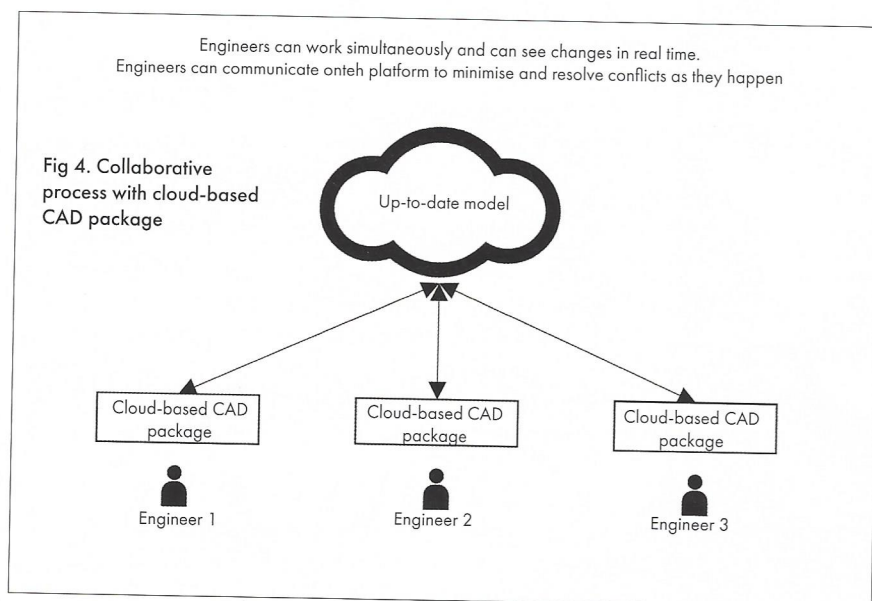 Engineers can work simultaneously and can see changes in real time.
Engineers can communicate onteh platform to minimise and resolve conflicts as they happen
Fig 4. Collaborative
process with cloud-based
CAD package
Up-to-date model
Cloud-based CAD
package
Cloud-based CAD
package
Cloud-based CAD
package
Engineer 1
Engineer 2
Engineer 3